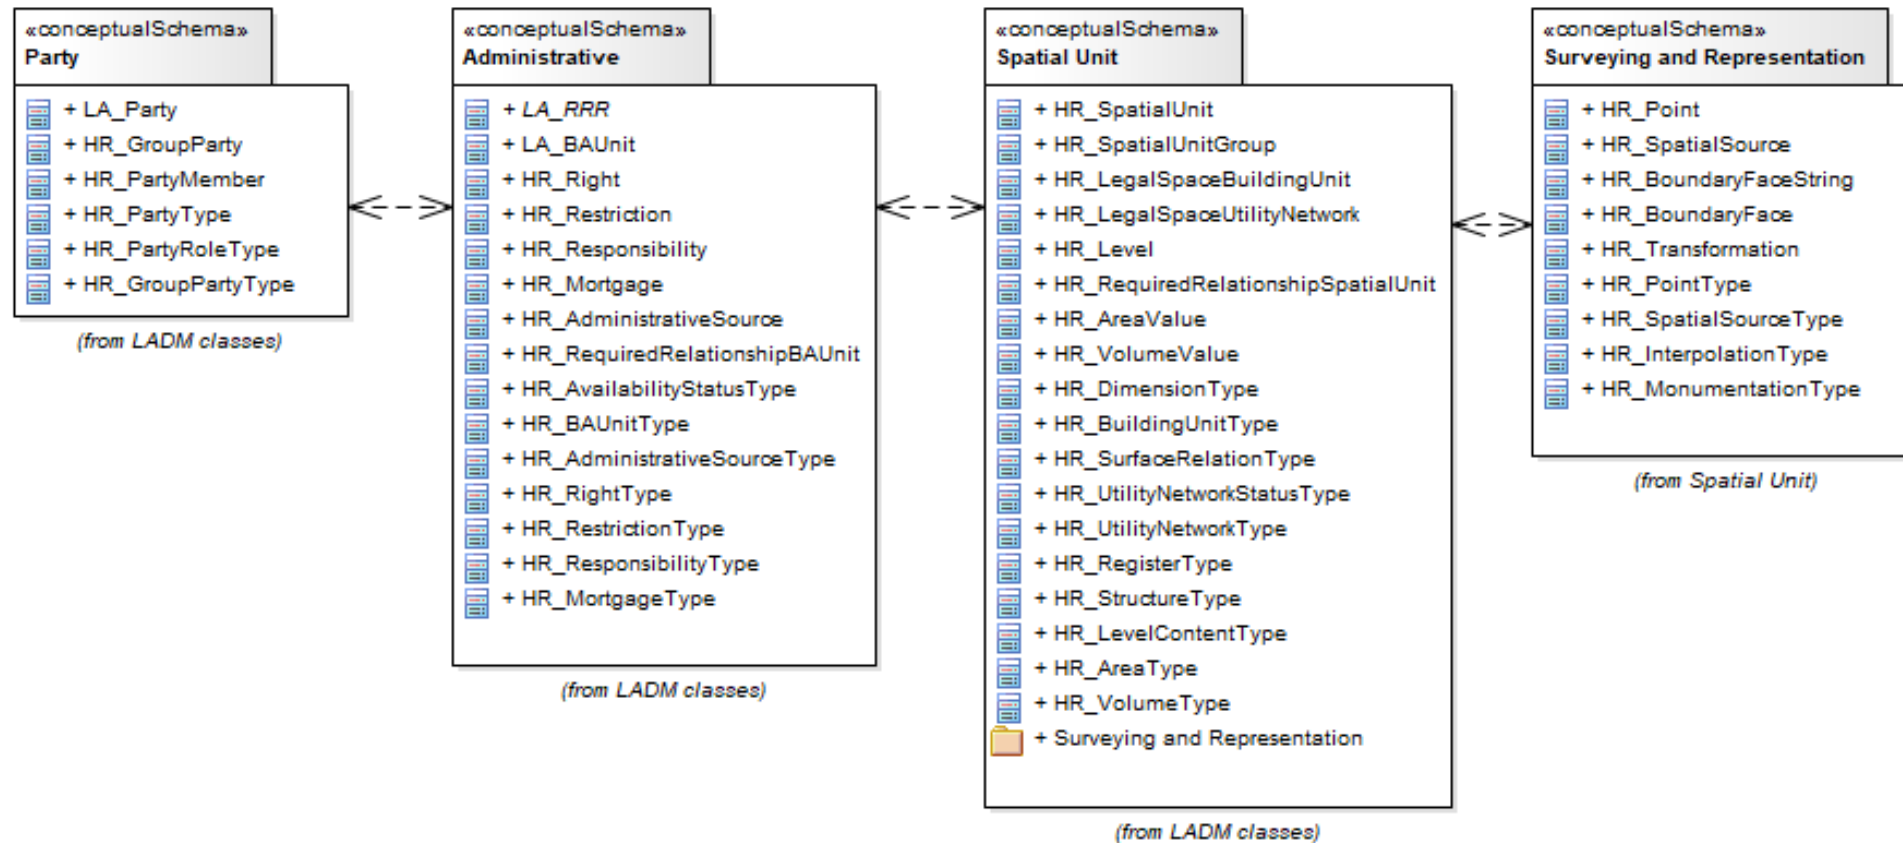 «conceptualSchema»
Party
+ LA_Party
+ HR_GroupParty
+ HR_PartyMember
+ HR_PartyType
+ HR_PartyRoleType
+ HR_GroupPartyType
(from LADM classes)
«conceptualSchema»
Administrative
+ LA_RRR
+ LA_BAUnit
+ HR_Right
+ HR_Restriction
+ HR_Responsibility
+ HR_Mortgage
+ HR_AdministrativeSource
+ HR_RequiredRelationshipBAUnit
+ HR_AvailabilityStatusType
+ HR_BAUnitType
+ HR_AdministrativeSourceType
+ HR_RightType
+ HR_RestrictionType
+ HR_ResponsibilityType
+ HR_MortgageType
(from LADM classes)
«conceptualSchema»
Spatial Unit
+ HR_SpatialUnit
+ HR_SpatialUnitGroup
+ HR_LegalSpaceBuildingUnit
+ HR_LegalSpaceUtilityNetwork
+ HR_Level
+ HR_RequiredRelationshipSpatialUnit
+ HR_AreaValue
+ HR_VolumeValue
+ HR_DimensionType
+ HR_BuildingUnitType
+ HR_SurfaceRelationType
+ HR_UtilityNetworkStatusType
+ HR_UtilityNetworkType
+ HR_RegisterType
+ HR_StructureType
+ HR_LevelContentType
+ HR_AreaType
+ HR_VolumeType
+ Surveying and Representation
(from LADM classes)
«conceptualSchema»
Surveying and Representation
+ HR_Point
+ HR_SpatialSource
+ HR_BoundaryFaceString
+ HR_BoundaryFace
+ HR_Transformation
+ HR_PointType
+ HR_SpatialSourceType
+ HR_InterpolationType
+ HR_MonumentationType
(from Spatial Unit)